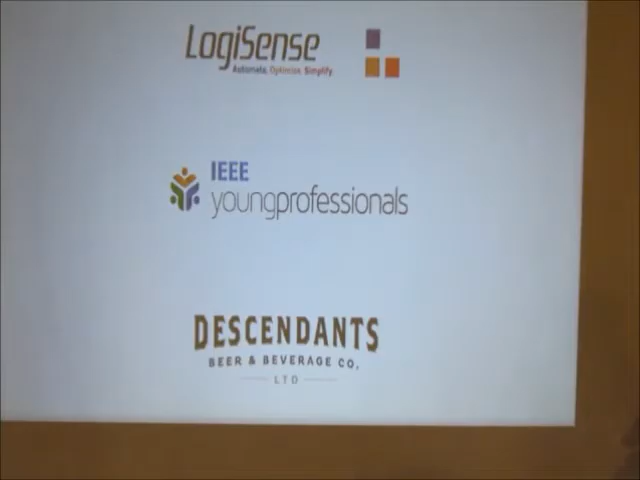 LogiSense
Automate, Optimize, Simplify
IEEE
youngprofessionals
DESCENDANTS
BEER & BEVERAGE CO.
LTD